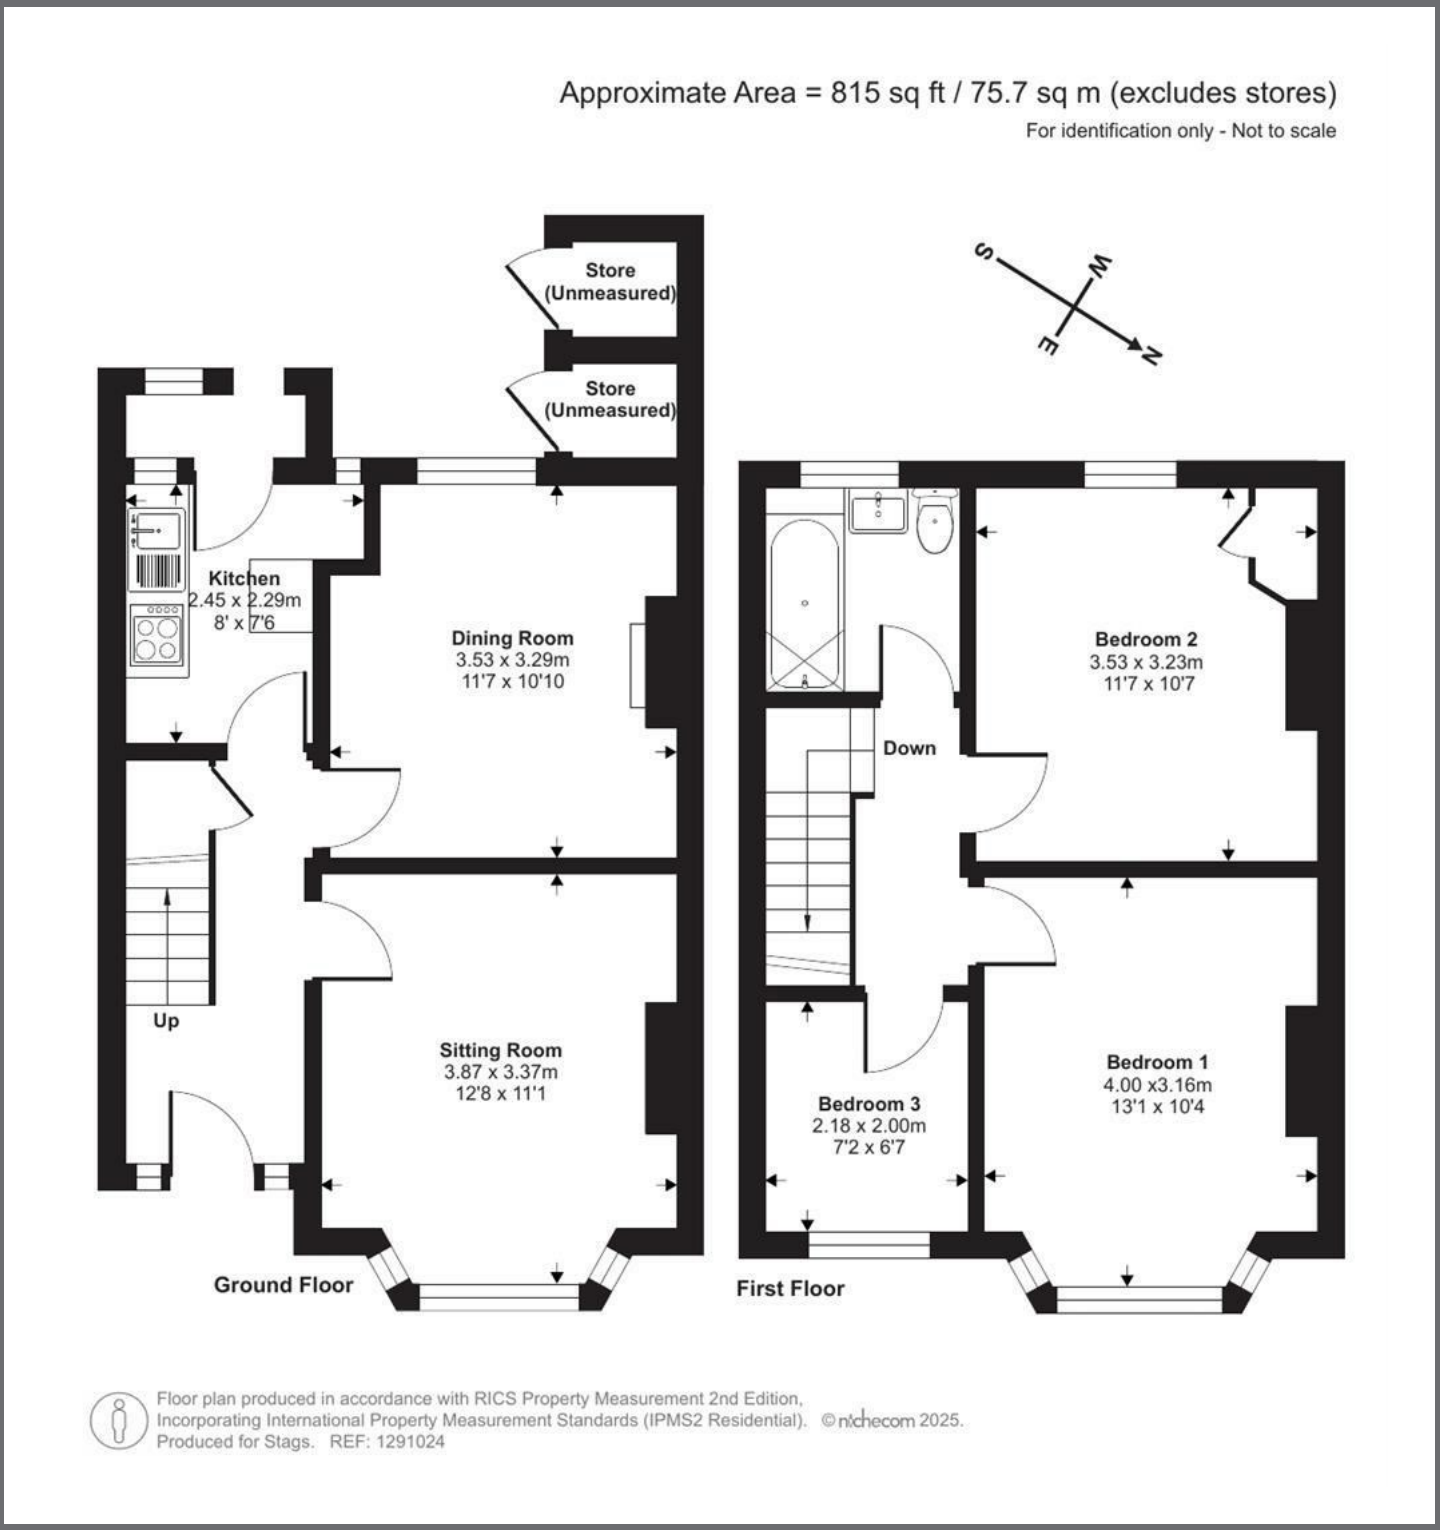 Approximate Area = 815 sq ft / 75.7 sq m (excludes stores)
For identification only - Not to scale
S
W
E
N
Store
(Unmeasured)
Store
(Unmeasured)
Kitchen
2.45 x 2.29m
8' x 7'6
Dining Room
3.53 x 3.29m
11'7 x 10'10
Up
Sitting Room
3.87 x 3.37m
12'8 x 11'1
Ground Floor
Bedroom 2
3.53 x 3.23m
11'7 x 10'7
Down
Bedroom 1
4.00 x3.16m
13'1 x 10'4
Bedroom 3
2.18 x 2.00m
7'2 x 6'7
First Floor
Floor plan produced in accordance with RICS Property Measurement 2nd Edition,
Incorporating International Property Measurement Standards (IPMS2 Residential). © nichecom 2025.
Produced for Stags. REF: 1291024